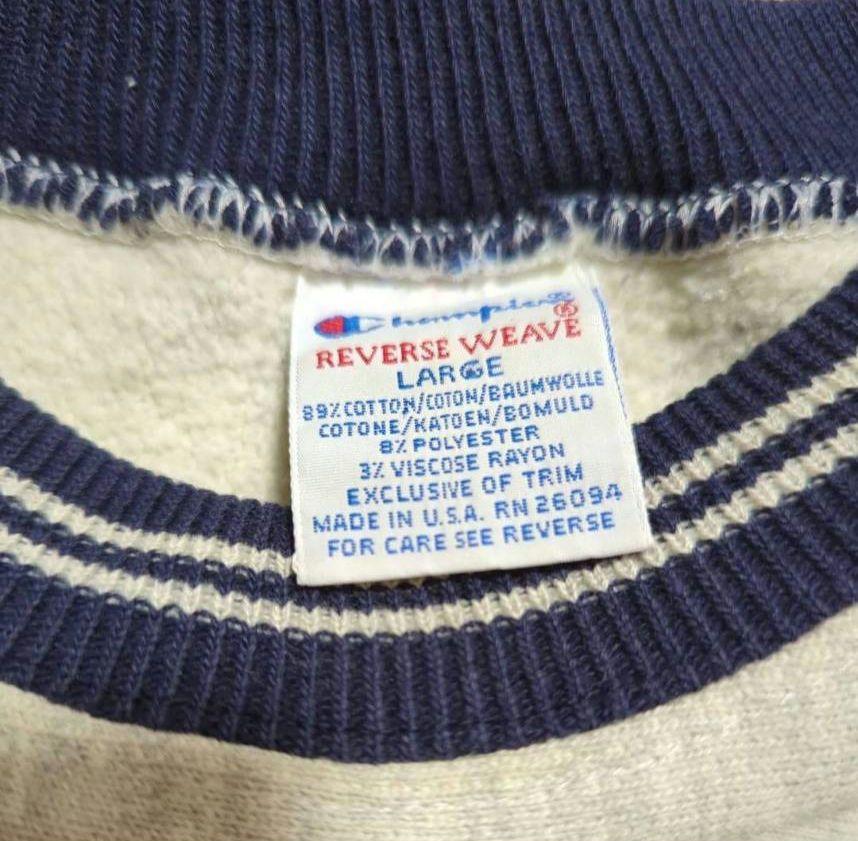 Champion®
REVERSE WEAVE
LARGE
89% COTTON/COTON/BAUMWOLLE
COTONE/KATOEN/BOMULD
8% POLYESTER
3% VISCOSE RAYON
EXCLUSIVE OF TRIM
MADE IN U.S.A. RN 26094
FOR CARE SEE REVERSE